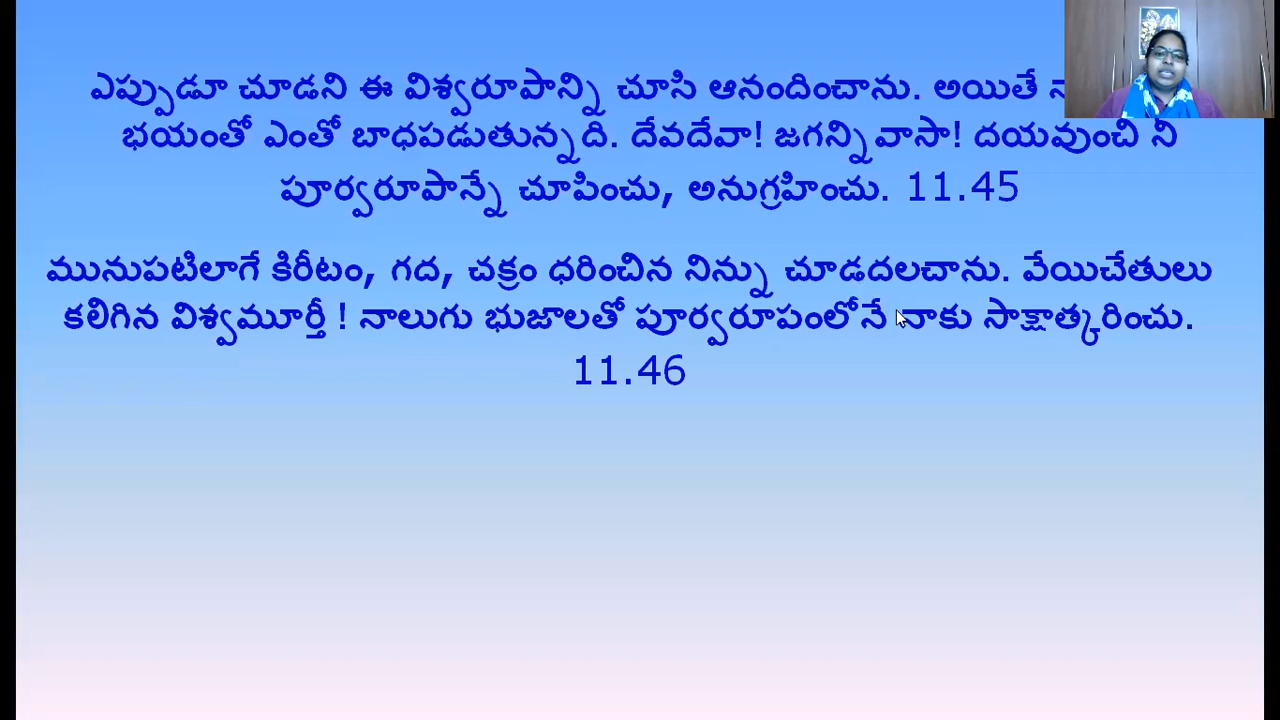 ఎప్పుడూ చూడని ఈ విశ్వరూపాన్ని చూసి ఆనందించాను. అయితే
భయంతో ఎంతో బాధపడుతున్నది. దేవదేవా! జగన్నివాసా! దయవుంచి నీ
పూర్వరూపాన్నే చూపించు, అనుగ్రహించు. 11.45
మునుపటిలాగే కిరీటం, గద, చక్రం ధరించిన నిన్ను చూడదలచాను. వేయిచేతులు
కలిగిన విశ్వమూర్తీ ! నాలుగు భుజాలతో పూర్వరూపంలోనే నాకు సాక్షాత్కరించు.
11.46